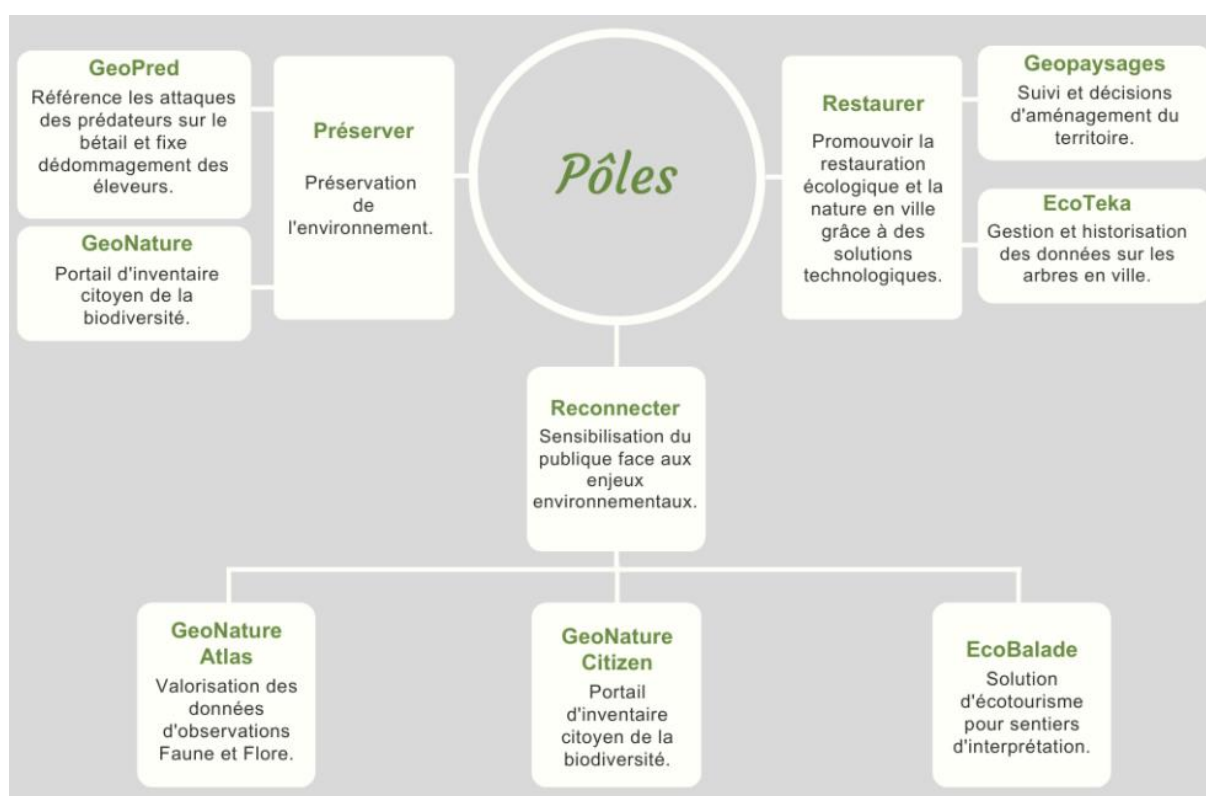 Pôles
GeoPred
Référence les attaques
des prédateurs sur le
bétail et fixe
dédommagement des
éleveurs.
GeoNature
Portail d'inventaire
citoyen de la
biodiversité.
Préserver
Préservation
de
l'environnement.
Restaurer
Promouvoir la
restauration
écologique et la
nature en ville
grâce à des
solutions
technologiques.
Geopaysages
Suivi et décisions
d'aménagement du
territoire.
EcoTeka
Gestion et historisation
des données sur les
arbres en ville.
Reconnecter
Sensibilisation du
publique face aux
enjeux
environnementaux.
GeoNature
Atlas
Valorisation des
données
d'observations
Faune et Flore.
GeoNature
Citizen
Portail
d'inventaire
citoyen de la
biodiversité.
EcoBalade
Solution
d'écotourisme
pour sentiers
d'interprétation.